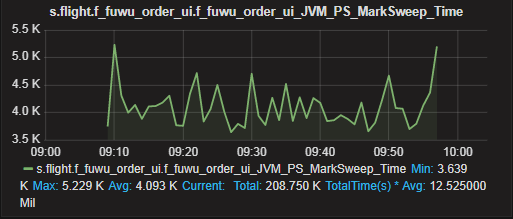 s.flight.f_fuwu_order_ui.f_fuwu_order_ui_JVM_PS_MarkSweep_Time
5.5 K
5.0 K
4.5 K
4.0 K
3.5 K
09:00 09:10 09:20 09:30 09:40 09:50 10:00
s.flight.f_fuwu_order_ui.f_fuwu_order_ui_JVM_PS_MarkSweep_Time Min: 3.639
K Max: 5.229 K Avg: 4.093 K Current: Total: 208.750 K TotalTime(s) * Avg: 12.525000
Mil